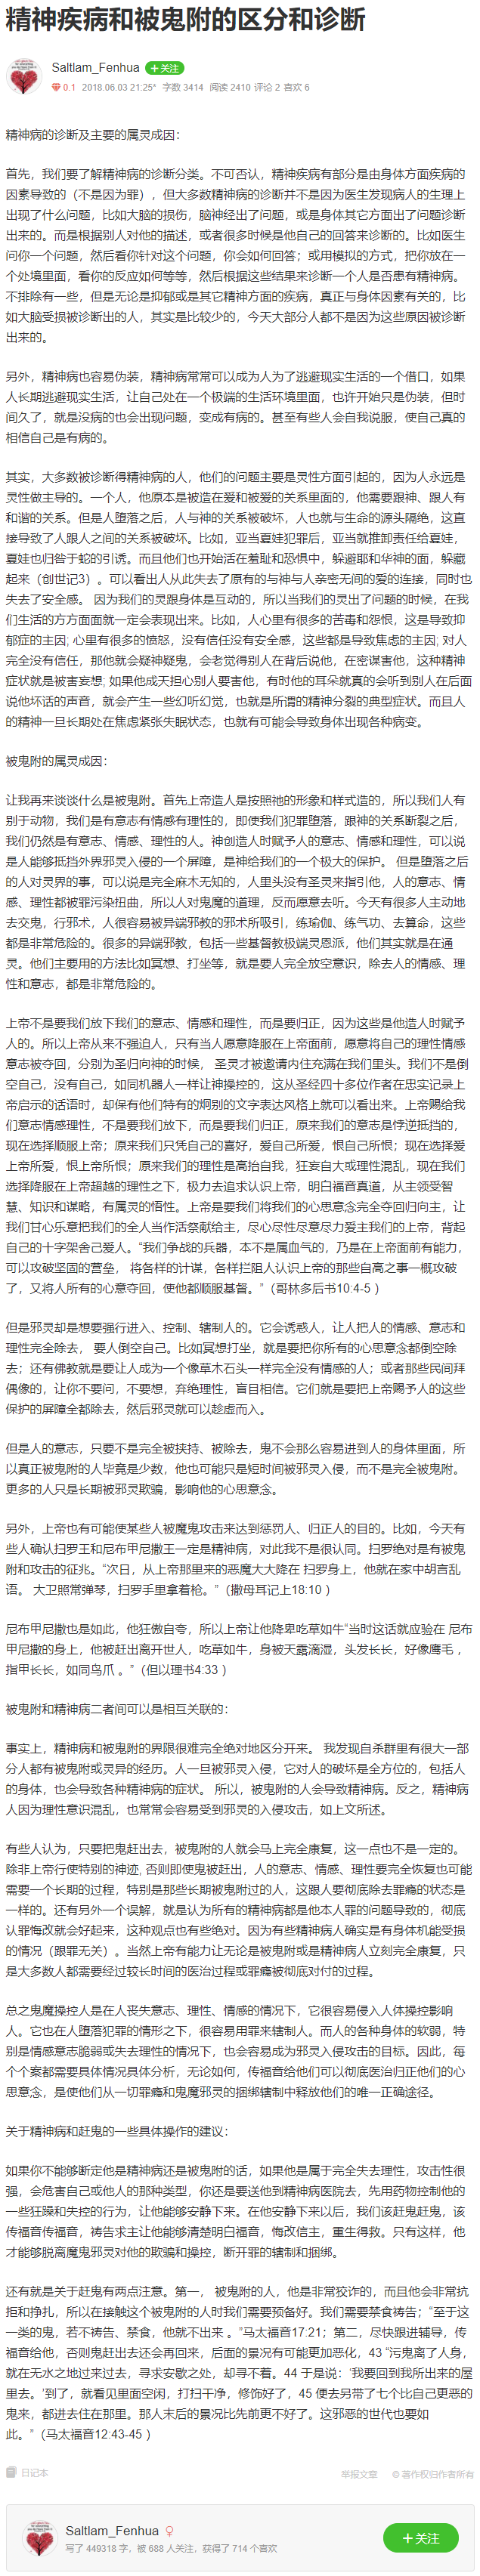 精神疾病和被鬼附的区分和诊断
Saltlam_Fenhua
+关注
0.1 2018.06.03 21:25* 字数 3414 阅读 2410 评论 2 喜欢 6
精神病的诊断及主要的属灵成因：
首先，我们要了解精神病的诊断分类。不可否认，精神疾病有部分是由身体方面疾病的
因素导致的（不是因为罪），但大多数精神病的诊断并不是因为医生发现病人的生理上
出现了什么问题，比如大脑的损伤，脑神经出了问题，或是身体其它方面出了问题诊断
出来的。而是根据别人对他的描述，或者很多时候是他自己的回答来诊断的。比如医生
问你一个问题，然后看你针对这个问题，你会如何回答；或用模拟的方式，把你放在一
个处境里面，看你的反应如何等等，然后根据这些结果来诊断一个人是否患有精神病。
不排除有一些，但是无论是抑郁或是其它精神方面的疾病，真正与身体因素有关的，比
如大脑受损被诊断出的人，其实是比较少的，今天大部分人都不是因为这些原因被诊断
出来的。
另外，精神病也容易伪装，精神病常常可以成为人为了逃避现实生活的一个借口，如果
人长期逃避现实生活，让自己处在一个极端的生活环境里面，也许开始只是伪装，但时
间久了，就是没病的也会出现问题，变成有病的。甚至有些人会自我说服，使自己真的
相信自己是有病的。
其实，大多数被诊断得精神病的人，他们的问题主要是灵性方面引起的，因为人永远是
灵性做主导的。一个人，他原本是被造在爱和被爱的关系里面的，他需要跟神、跟人有
和谐的关系。但是人堕落之后，人与神的关系被破坏，人也就与生命的源头隔绝，这直
接导致了人跟人之间的关系被破坏。比如，亚当夏娃犯罪后，亚当就推卸责任给夏娃，
夏娃也归咎于蛇的引诱。而且他们也开始活在羞耻和恐惧中，躲避耶和华神的面，躲藏
起来（创世记3）。可以看出人从此失去了原有的与神与人亲密无间的爱的连接，同时也
失去了安全感。 因为我们的灵跟身体是互动的，所以当我们的灵出了问题的时候，在我
们生活的方方面面就一定会表现出来。比如，人心里有很多的苦毒和怨恨，这是导致抑
郁症的主因; 心里有很多的愤怒，没有信任没有安全感，这些都是导致焦虑的主因; 对人
完全没有信任，那他就会疑神疑鬼，会老觉得别人在背后说他，在密谋害他，这种精神
症状就是被害妄想; 如果他成天担心别人要害他，有时他的耳朵就真的会听到别人在后面
说他坏话的声音，就会产生一些幻听幻觉，也就是所谓的精神分裂的典型症状。而且人
的精神一旦长期处在焦虑紧张失眠状态，也就有可能会导致身体出现各种病变。
被鬼附的属灵成因：
让我再来谈谈什么是被鬼附。首先上帝造人是按照祂的形象和样式造的，所以我们人有
别于动物，我们是有意志有情感有理性的，即使我们犯罪堕落，跟神的关系断裂之后，
我们仍然是有意志、情感、理性的人。神创造人时赋予人的意志、情感和理性，可以说
是人能够抵挡外界邪灵入侵的一个屏障，是神给我们的一个极大的保护。 但是堕落之后
的人对灵界的事，可以说是完全麻木无知的，人里头没有圣灵来指引他，人的意志、情
感、理性都被罪污染扭曲，所以人对鬼魔的道理，反而愿意去听。今天有很多人主动地
去交鬼，行邪术，人很容易被异端邪教的邪术所吸引，练瑜伽、练气功、去算命，这些
都是非常危险的。很多的异端邪教，包括一些基督教极端灵恩派，他们其实就是在通
灵。他们主要用的方法比如冥想、打坐等，就是要人完全放空意识，除去人的情感、理
性和意志，都是非常危险的。
上帝不是要我们放下我们的意志、情感和理性，而是要归正，因为这些是他造人时赋予
人的。所以上帝从来不强迫人，只有当人愿意降服在上帝面前，愿意将自己的理性情感
意志被夺回，分别为圣归向神的时候， 圣灵才被邀请内住充满在我们里头。我们不是倒
空自己，没有自己，如同机器人一样让神操控的，这从圣经四十多位作者在忠实记录上
帝启示的话语时，却保有他们特有的炯别的文字表达风格上就可以看出来。上帝赐给我
们意志情感理性，不是要我们放下，而是要我们归正，原来我们的意志是悖逆抵挡的，
现在选择顺服上帝；原来我们只凭自己的喜好，爱自己所爱，恨自己所恨；现在选择爱
上帝所爱，恨上帝所恨；原来我们的理性是高抬自我，狂妄自大或理性混乱，现在我们
选择降服在上帝超越的理性之下，极力去追求认识上帝，明白福音真道，从主领受智
慧、知识和谋略，有属灵的悟性。上帝是要我们将我们的心思意念完全夺回归向主，让
我们甘心乐意把我们的全人当作活祭献给主，尽心尽性尽意尽力爱主我们的上帝，背起
自己的十字架舍己爱人。“我们争战的兵器，本不是属血气的，乃是在上帝面前有能力，
可以攻破坚固的营垒， 将各样的计谋，各样拦阻人认识上帝的那些自高之事一概攻破
了，又将人所有的心意夺回，使他都顺服基督。”（哥林多后书10:4-5 ）
但是邪灵却是想要强行进入、控制、辖制人的。它会诱惑人，让人把人的情感、意志和
理性完全除去， 要人倒空自己。比如冥想打坐，就是要把你所有的心思意念都倒空除
去；还有佛教就是要让人成为一个像草木石头一样完全没有情感的人；或者那些民间拜
偶像的，让你不要问，不要想，弃绝理性，盲目相信。它们就是要把上帝赐予人的这些
保护的屏障全都除去，然后邪灵就可以趁虚而入。
但是人的意志，只要不是完全被挟持、被除去，鬼不会那么容易进到人的身体里面，所
以真正被鬼附的人毕竟是少数，他也可能只是短时间被邪灵入侵，而不是完全被鬼附。
更多的人只是长期被邪灵欺骗，影响他的心思意念。
另外，上帝也有可能使某些人被魔鬼攻击来达到惩罚人、归正人的目的。比如，今天有
些人确认扫罗王和尼布甲尼撒王一定是精神病，对此我不是很认同。扫罗绝对是有被鬼
附和攻击的征兆。“次日，从上帝那里来的恶魔大大降在 扫罗身上，他就在家中胡言乱
语。 大卫照常弹琴，扫罗手里拿着枪。”（撒母耳记上18:10 ）
尼布甲尼撒也是如此，他狂傲自夸，所以上帝让他降卑吃草如牛“当时这话就应验在 尼布
甲尼撒的身上，他被赶出离开世人，吃草如牛，身被天露滴湿，头发长长，好像鹰毛，
指甲长长，如同鸟爪 。”（但以理书4:33 ）
被鬼附和精神病二者间可以是相互关联的：
事实上，精神病和被鬼附的界限很难完全绝对地区分开来。 我发现自杀群里有很大一部
分人都有被鬼附或灵异的经历。人一旦被邪灵入侵，它对人的破坏是全方位的，包括人
的身体，也会导致各种精神病的症状。 所以，被鬼附的人会导致精神病。反之，精神病
人因为理性意识混乱，也常常会容易受到邪灵的入侵攻击，如上文所述。
有些人认为，只要把鬼赶出去，被鬼附的人就会马上完全康复，这一点也不是一定的。
除非上帝行使特别的神迹, 否则即使鬼被赶出，人的意志、情感、理性要完全恢复也可能
需要一个长期的过程，特别是那些长期被鬼附过的人，这跟人要彻底除去罪瘾的状态是
一样的。还有另外一个误解，就是认为所有的精神病都是他本人罪的问题导致的，彻底
认罪悔改就会好起来，这种观点也有些绝对。因为有些精神病人确实是有身体机能受损
的情况（跟罪无关）。当然上帝有能力让无论是被鬼附或是精神病人立刻完全康复，只
是大多数人都需要经过较长时间的医治过程或罪瘾被彻底对付的过程。
总之鬼魔操控人是在人丧失意志、理性、情感的情况下，它很容易侵入人体操控影响
人。它也在人堕落犯罪的情形之下，很容易用罪来辖制人。而人的各种身体的软弱，特
别是情感意志脆弱或失去理性的情况下，也会容易成为邪灵入侵攻击的目标。因此，每
个个案都需要具体情况具体分析，无论如何，传福音给他们可以彻底医治归正他们的心
思意念，是使他们从一切罪瘾和鬼魔邪灵的捆绑辖制中释放他们的唯一正确途径。
关于精神病和赶鬼的一些具体操作的建议：
如果你不能够断定他是精神病还是被鬼附的话，如果他是属于完全失去理性，攻击性很
强，会危害自己或他人的那种类型，你还是要送他到精神病医院去，先用药物控制他的
一些狂躁和失控的行为，让他能够安静下来。在他安静下来以后，我们该赶鬼赶鬼，该
传福音传福音，祷告求主让他能够清楚明白福音，悔改信主，重生得救。只有这样，他
才能够脱离魔鬼邪灵对他的欺骗和操控，断开罪的辖制和捆绑。
还有就是关于赶鬼有两点注意。第一， 被鬼附的人，他是非常狡诈的，而且他会非常抗
拒和挣扎，所以在接触这个被鬼附的人时我们需要预备好。我们需要禁食祷告；“至于这
一类的鬼，若不祷告、禁食，他就不出来 。”马太福音17:21；第二，尽快跟进辅导，传
福音给他，否则鬼赶出去还会再回来，后面的景况有可能更加恶化，43 “污鬼离了人身，
就在无水之地过来过去，寻求安歇之处，却寻不着。44 于是说：‘我要回到我所出来的屋
里去。’到了，就看见里面空闲，打扫干净，修饰好了，45 便去另带了七个比自己更恶的
鬼来，都进去住在那里。那人末后的景况比先前更不好了。这邪恶的世代也要如
此。”（马太福音12:43-45 ）
日记本
举报文章 © 著作权归作者所有
Saltlam_Fenhua ♀
写了 449318 字，被 688 人关注，获得了 714 个喜欢
+关注